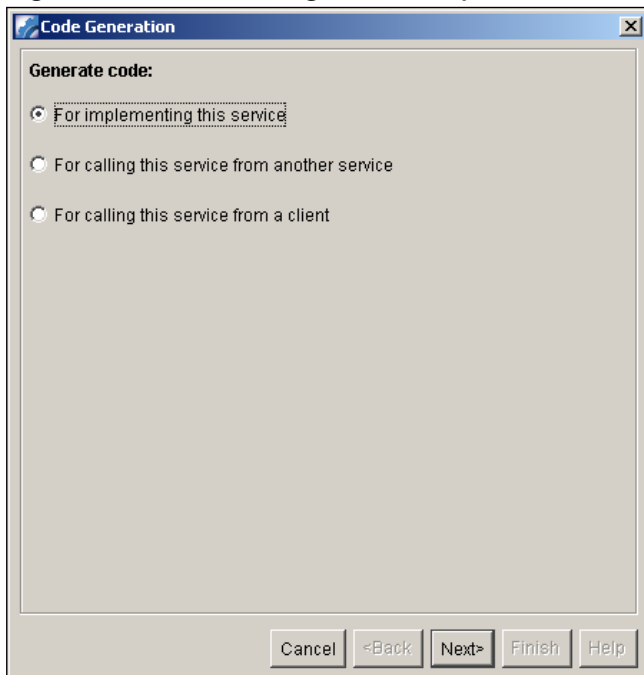 Code Generation
Generate code:
For implementing this service
For calling this service from another service
For calling this service from a client
Cancel <Back Next> Finish Help